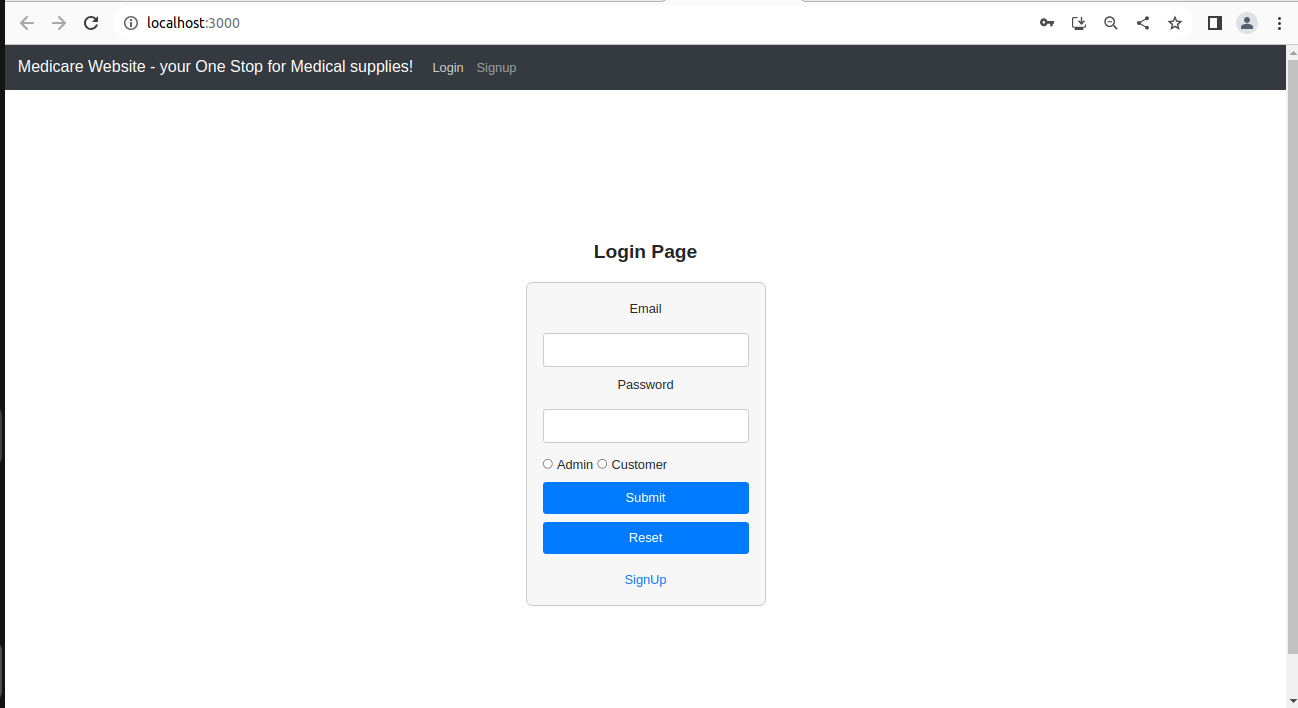 localhost:3000
Medicare Website - your One Stop for Medical supplies! Login Signup
Login Page
Email
Password
Admin Customer
Submit
Reset
SignUp